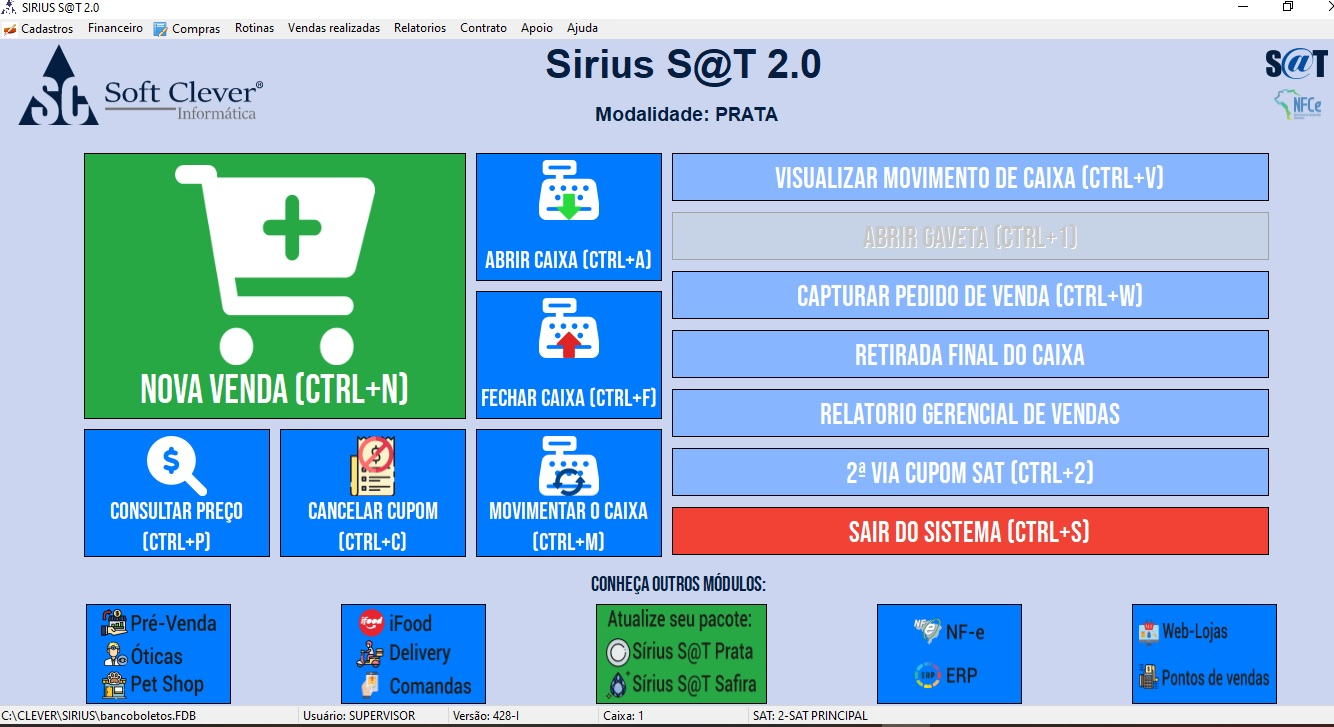 SIRIUS S@T 2.0
Cadastros Financeiro Compras Rotinas Vendas realizadas Relatorios Contrato Apoio Ajuda
SC Soft Clever®
Informática
Sirius S@T 2.0
Modalidade: PRATA
S@T
NFCe
NOVA VENDA (CTRL+N)
ABRIR CAIXA (CTRL+A)
FECHAR CAIXA (CTRL+F)
CONSULTAR PREÇO
(CTRL+P)
CANCELAR CUPOM
(CTRL+C)
MOVIMENTAR O CAIXA
(CTRL+M)
VISUALIZAR MOVIMENTO DE CAIXA (CTRL+V)
ABRIR GAVETA (CTRL+1)
CAPTURAR PEDIDO DE VENDA (CTRL+W)
RETIRADA FINAL DO CAIXA
RELATORIO GERENCIAL DE VENDAS
2ª VIA CUPOM SAT (CTRL+2)
SAIR DO SISTEMA (CTRL+S)
CONHEÇA OUTROS MÓDULOS:
Pré-Venda
Óticas
Pet Shop
ifood iFood
Delivery
Comandas
Atualize seu pacote:
Sírius S@T Prata
Sírius S@T Safira
NFe NF-e
ERP ERP
Web-Lojas
Pontos de vendas
C:\CLEVER\SIRIUS\bancoboletos.FDB Usuário: SUPERVISOR Versão: 428-I Caixa: 1 SAT: 2-SAT PRINCIPAL